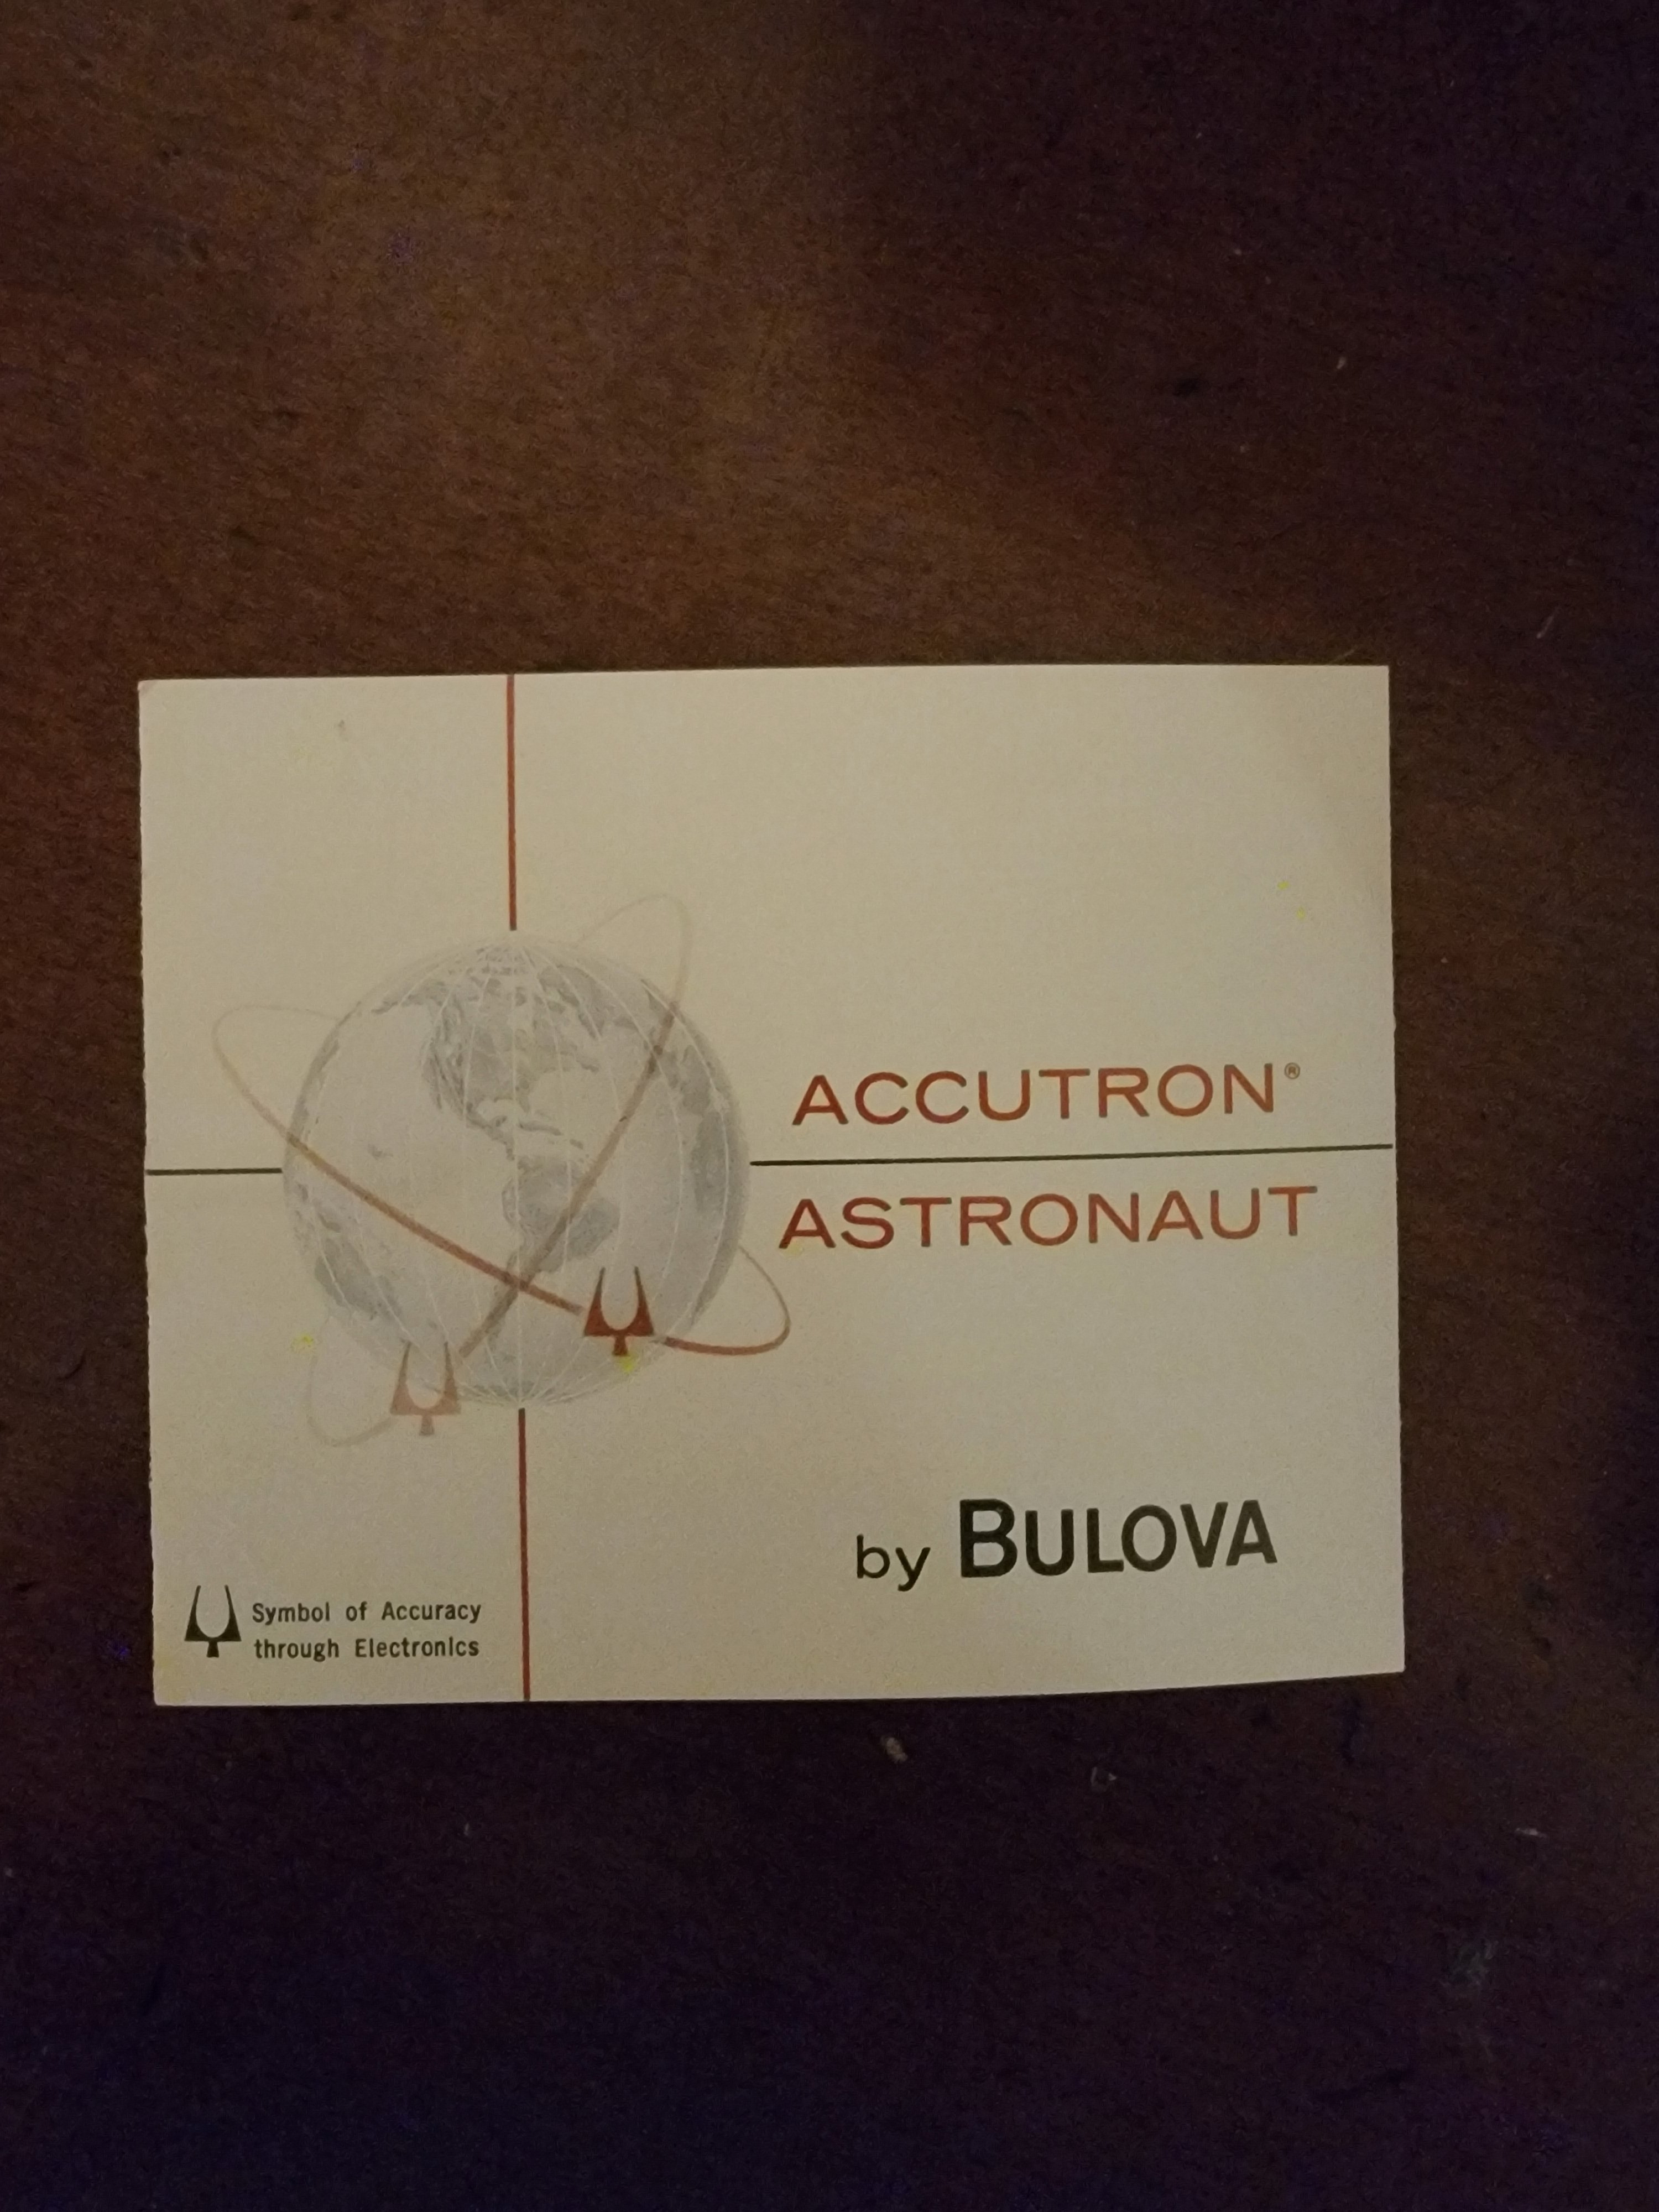 ACCUTRON®
ASTRONAUT
by BULOVA
Symbol of Accuracy
through Electronics